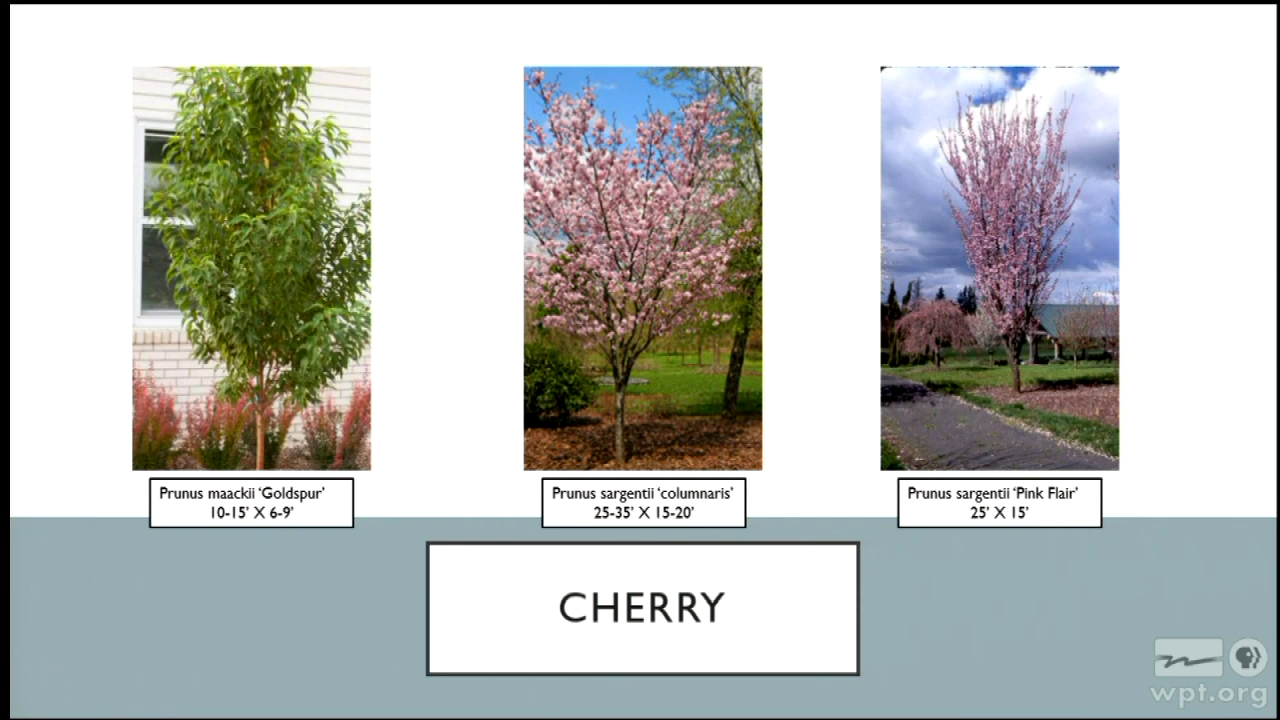 Prunus maackii ‘Goldspur’
10-15’ X 6-9’
Prunus sargentii ‘columnaris’
25-35’ X 15-20’
Prunus sargentii ‘Pink Flair’
25’ X 15’
CHERRY
wpt.org